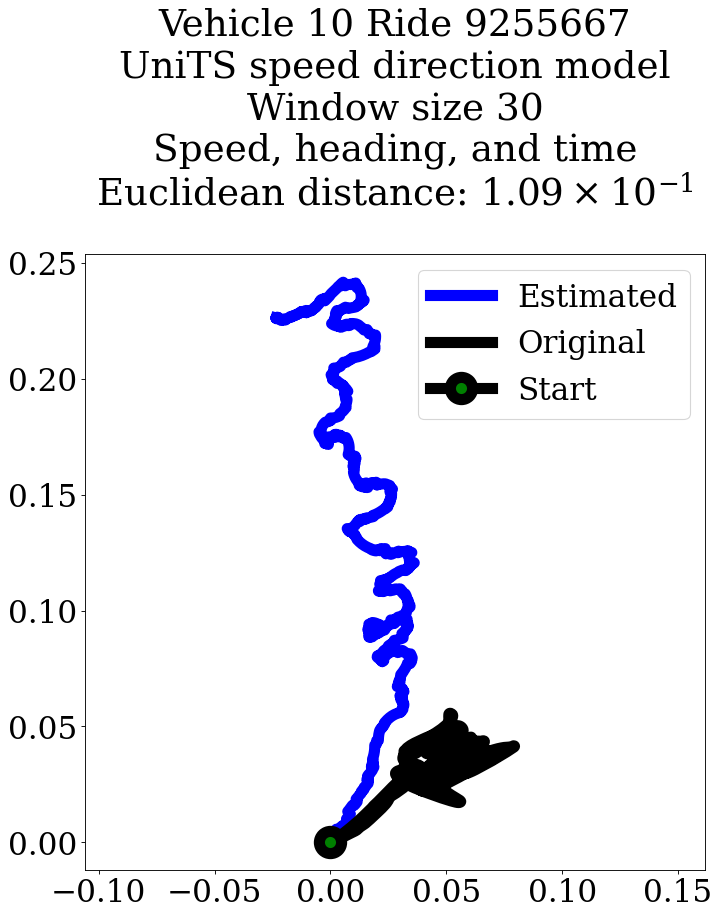 Vehicle 10 Ride 9255667
UniTS speed direction model
Window size 30
Speed, heading, and time
Euclidean distance: 1.09 × 10⁻¹
0.25
0.20
0.15
0.10
0.05
0.00
Estimated
Original
Start
−0.10 −0.05 0.00 0.05 0.10 0.15